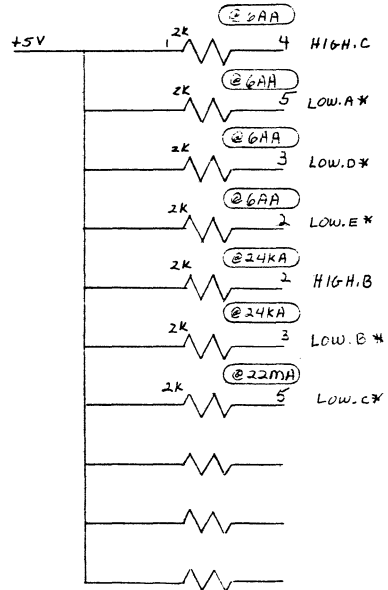 @6AA
+5V 1 2K 4 HIGH.C
@6AA
2K 5 LOW.A*
@6AA
2K 3 LOW.D*
@6AA
2K 2 LOW.E*
@24KA
2K 2 HIGH.B
@24KA
2K 3 LOW.B*
@22MA
2K 5 LOW.C*